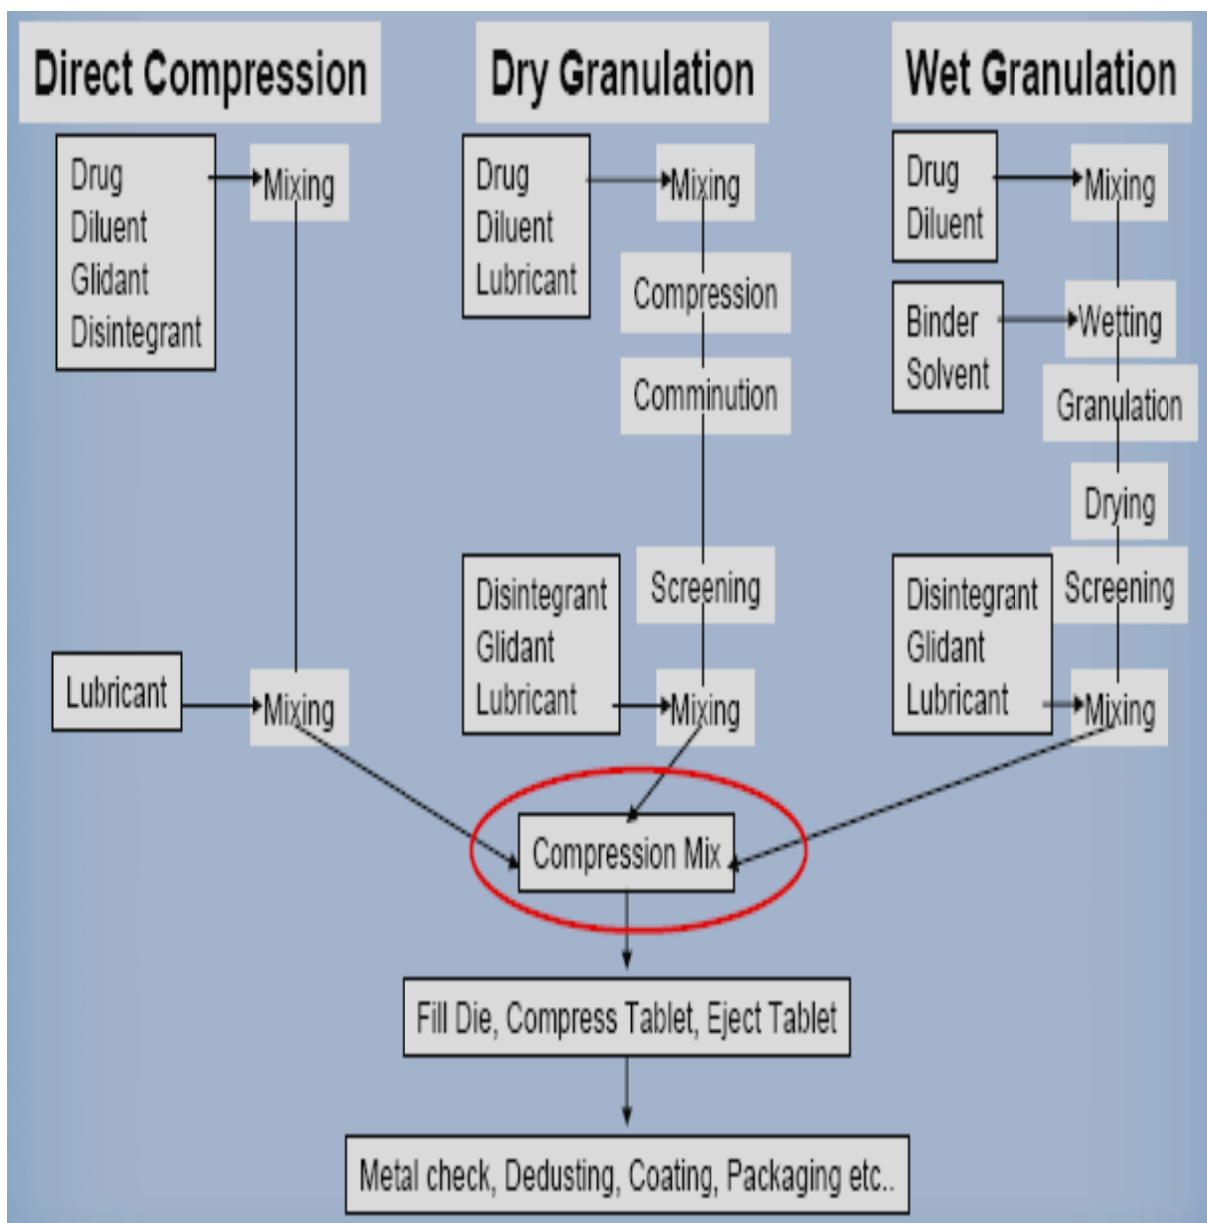 Direct Compression
Drug
Diluent
Glidant
Disintegrant
Mixing
Lubricant
Mixing
Dry Granulation
Drug
Diluent
Lubricant
Mixing
Compression
Comminution
Screening
Disintegrant
Glidant
Lubricant
Mixing
Wet Granulation
Drug
Diluent
Mixing
Binder
Solvent
Wetting
Granulation
Drying
Screening
Disintegrant
Glidant
Lubricant
Mixing
Compression Mix
Fill Die, Compress Tablet, Eject Tablet
Metal check, Dedusting, Coating, Packaging etc..